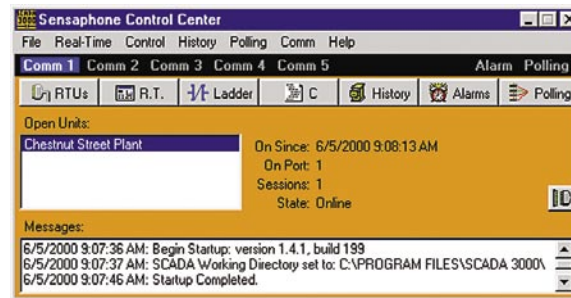 Sensaphone Control Center
File Real-Time Control History Polling Comm Help
Comm 1 Comm 2 Comm 3 Comm 4 Comm 5 Alarm Polling
RTUs R.T. Ladder C History Alarms Polling
Open Units:
Chestnut Street Plant
On Since: 6/5/2000 9:08:13 AM
On Port: 1
Sessions: 1
State: Online
Messages:
6/5/2000 9:07:36 AM: Begin Startup: version 1.4.1, build 199
6/5/2000 9:07:37 AM: SCADA Working Directory set to: C:\PROGRAM FILES\SCADA 3000\
6/5/2000 9:07:46 AM: Startup Completed.